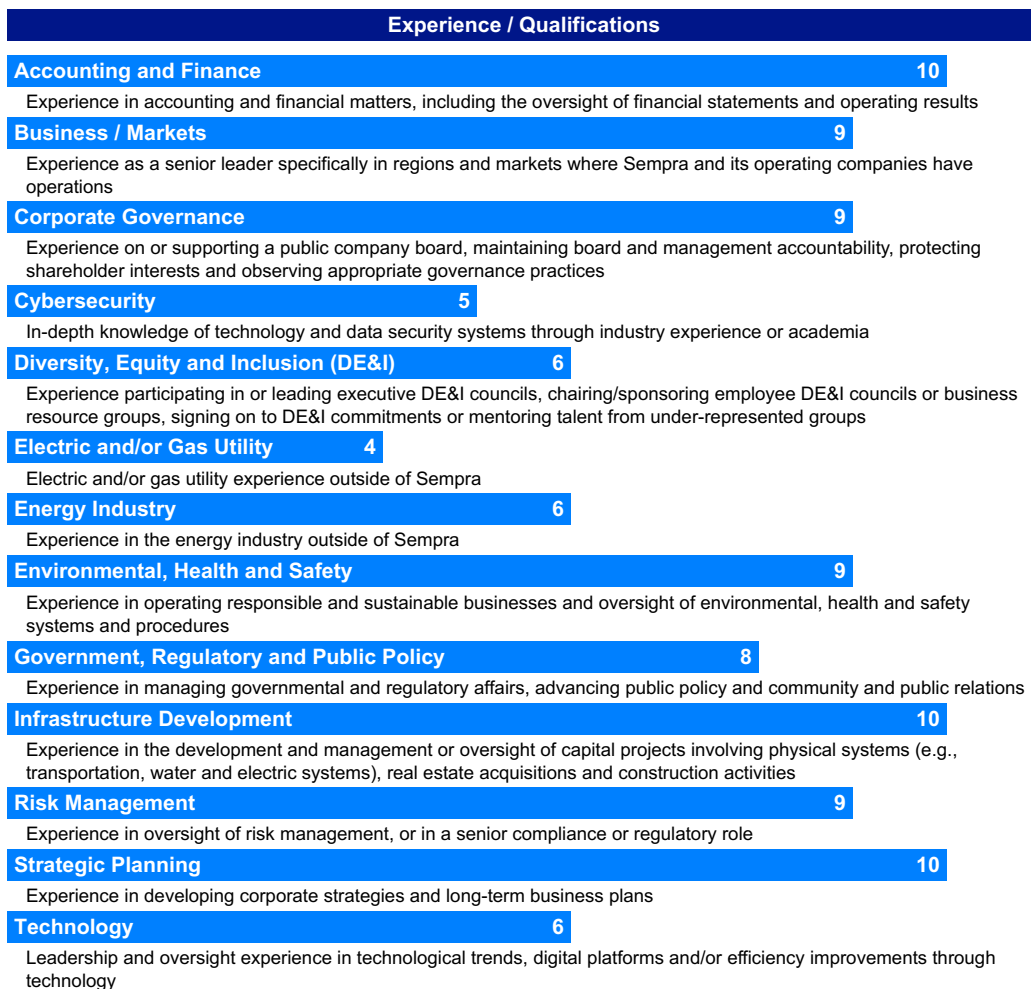 Experience / Qualifications
Accounting and Finance 10
Experience in accounting and financial matters, including the oversight of financial statements and operating results
Business / Markets 9
Experience as a senior leader specifically in regions and markets where Sempra and its operating companies have
operations
Corporate Governance 9
Experience on or supporting a public company board, maintaining board and management accountability, protecting
shareholder interests and observing appropriate governance practices
Cybersecurity 5
In-depth knowledge of technology and data security systems through industry experience or academia
Diversity, Equity and Inclusion (DE&I) 6
Experience participating in or leading executive DE&I councils, chairing/sponsoring employee DE&I councils or business
resource groups, signing on to DE&I commitments or mentoring talent from under-represented groups
Electric and/or Gas Utility 4
Electric and/or gas utility experience outside of Sempra
Energy Industry 6
Experience in the energy industry outside of Sempra
Environmental, Health and Safety 9
Experience in operating responsible and sustainable businesses and oversight of environmental, health and safety
systems and procedures
Government, Regulatory and Public Policy 8
Experience in managing governmental and regulatory affairs, advancing public policy and community and public relations
Infrastructure Development 10
Experience in the development and management or oversight of capital projects involving physical systems (e.g.,
transportation, water and electric systems), real estate acquisitions and construction activities
Risk Management 9
Experience in oversight of risk management, or in a senior compliance or regulatory role
Strategic Planning 10
Experience in developing corporate strategies and long-term business plans
Technology 6
Leadership and oversight experience in technological trends, digital platforms and/or efficiency improvements through
technology